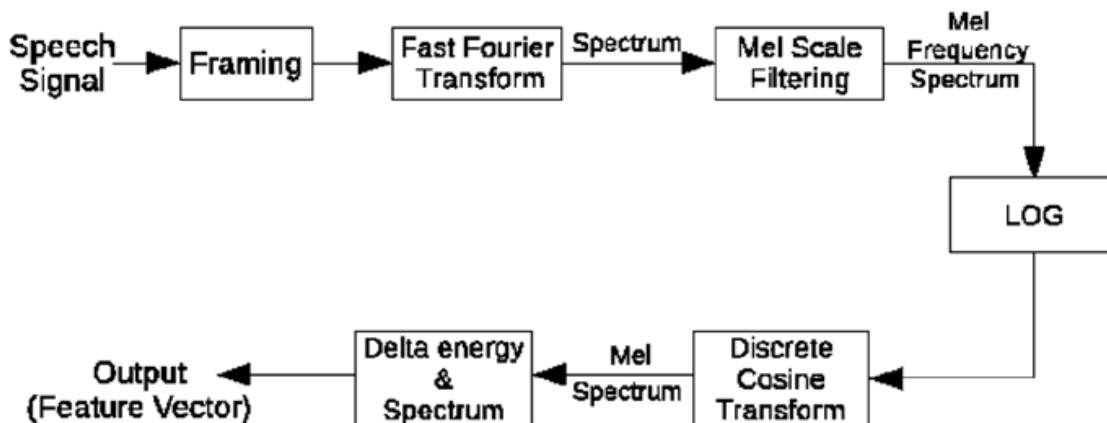 Speech
Signal
Framing
Fast Fourier
Transform
Spectrum
Mel Scale
Filtering
Mel
Frequency
Spectrum
LOG
Discrete
Cosine
Transform
Mel
Spectrum
Delta energy
&
Spectrum
Output
(Feature Vector)